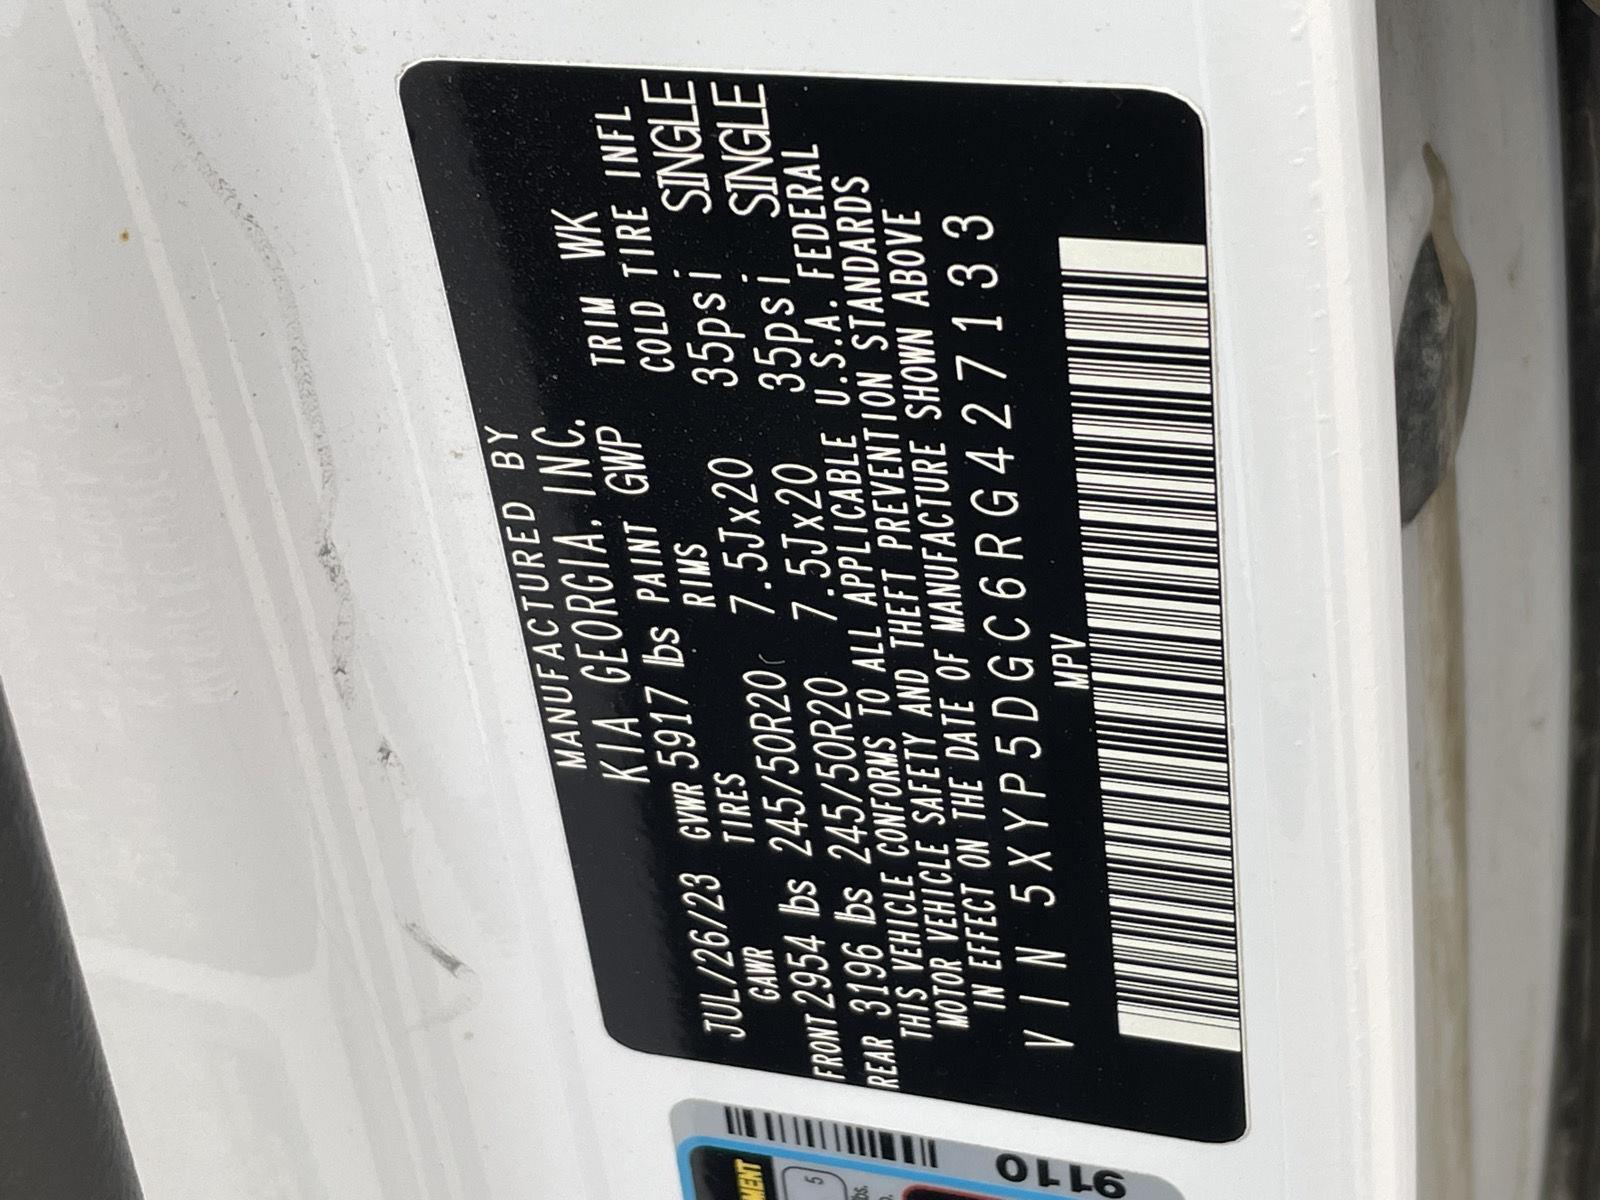 MANUFACTURED BY
KIA GEORGIA, INC.
JUL/26/23 GVWR 5917 lbs PAINT GWP TRIM WK
GAWR TIRES RIMS COLD TIRE INFL
FRONT 2954 lbs 245/50R20 7.5Jx20 35psi SINGLE
REAR 3196 lbs 245/50R20 7.5Jx20 35psi SINGLE
THIS VEHICLE CONFORMS TO ALL APPLICABLE U.S.A. FEDERAL
MOTOR VEHICLE SAFETY AND THEFT PREVENTION STANDARDS
IN EFFECT ON THE DATE OF MANUFACTURE SHOWN ABOVE
VIN 5XYP5DGC6RG427133
MPV
9110
5